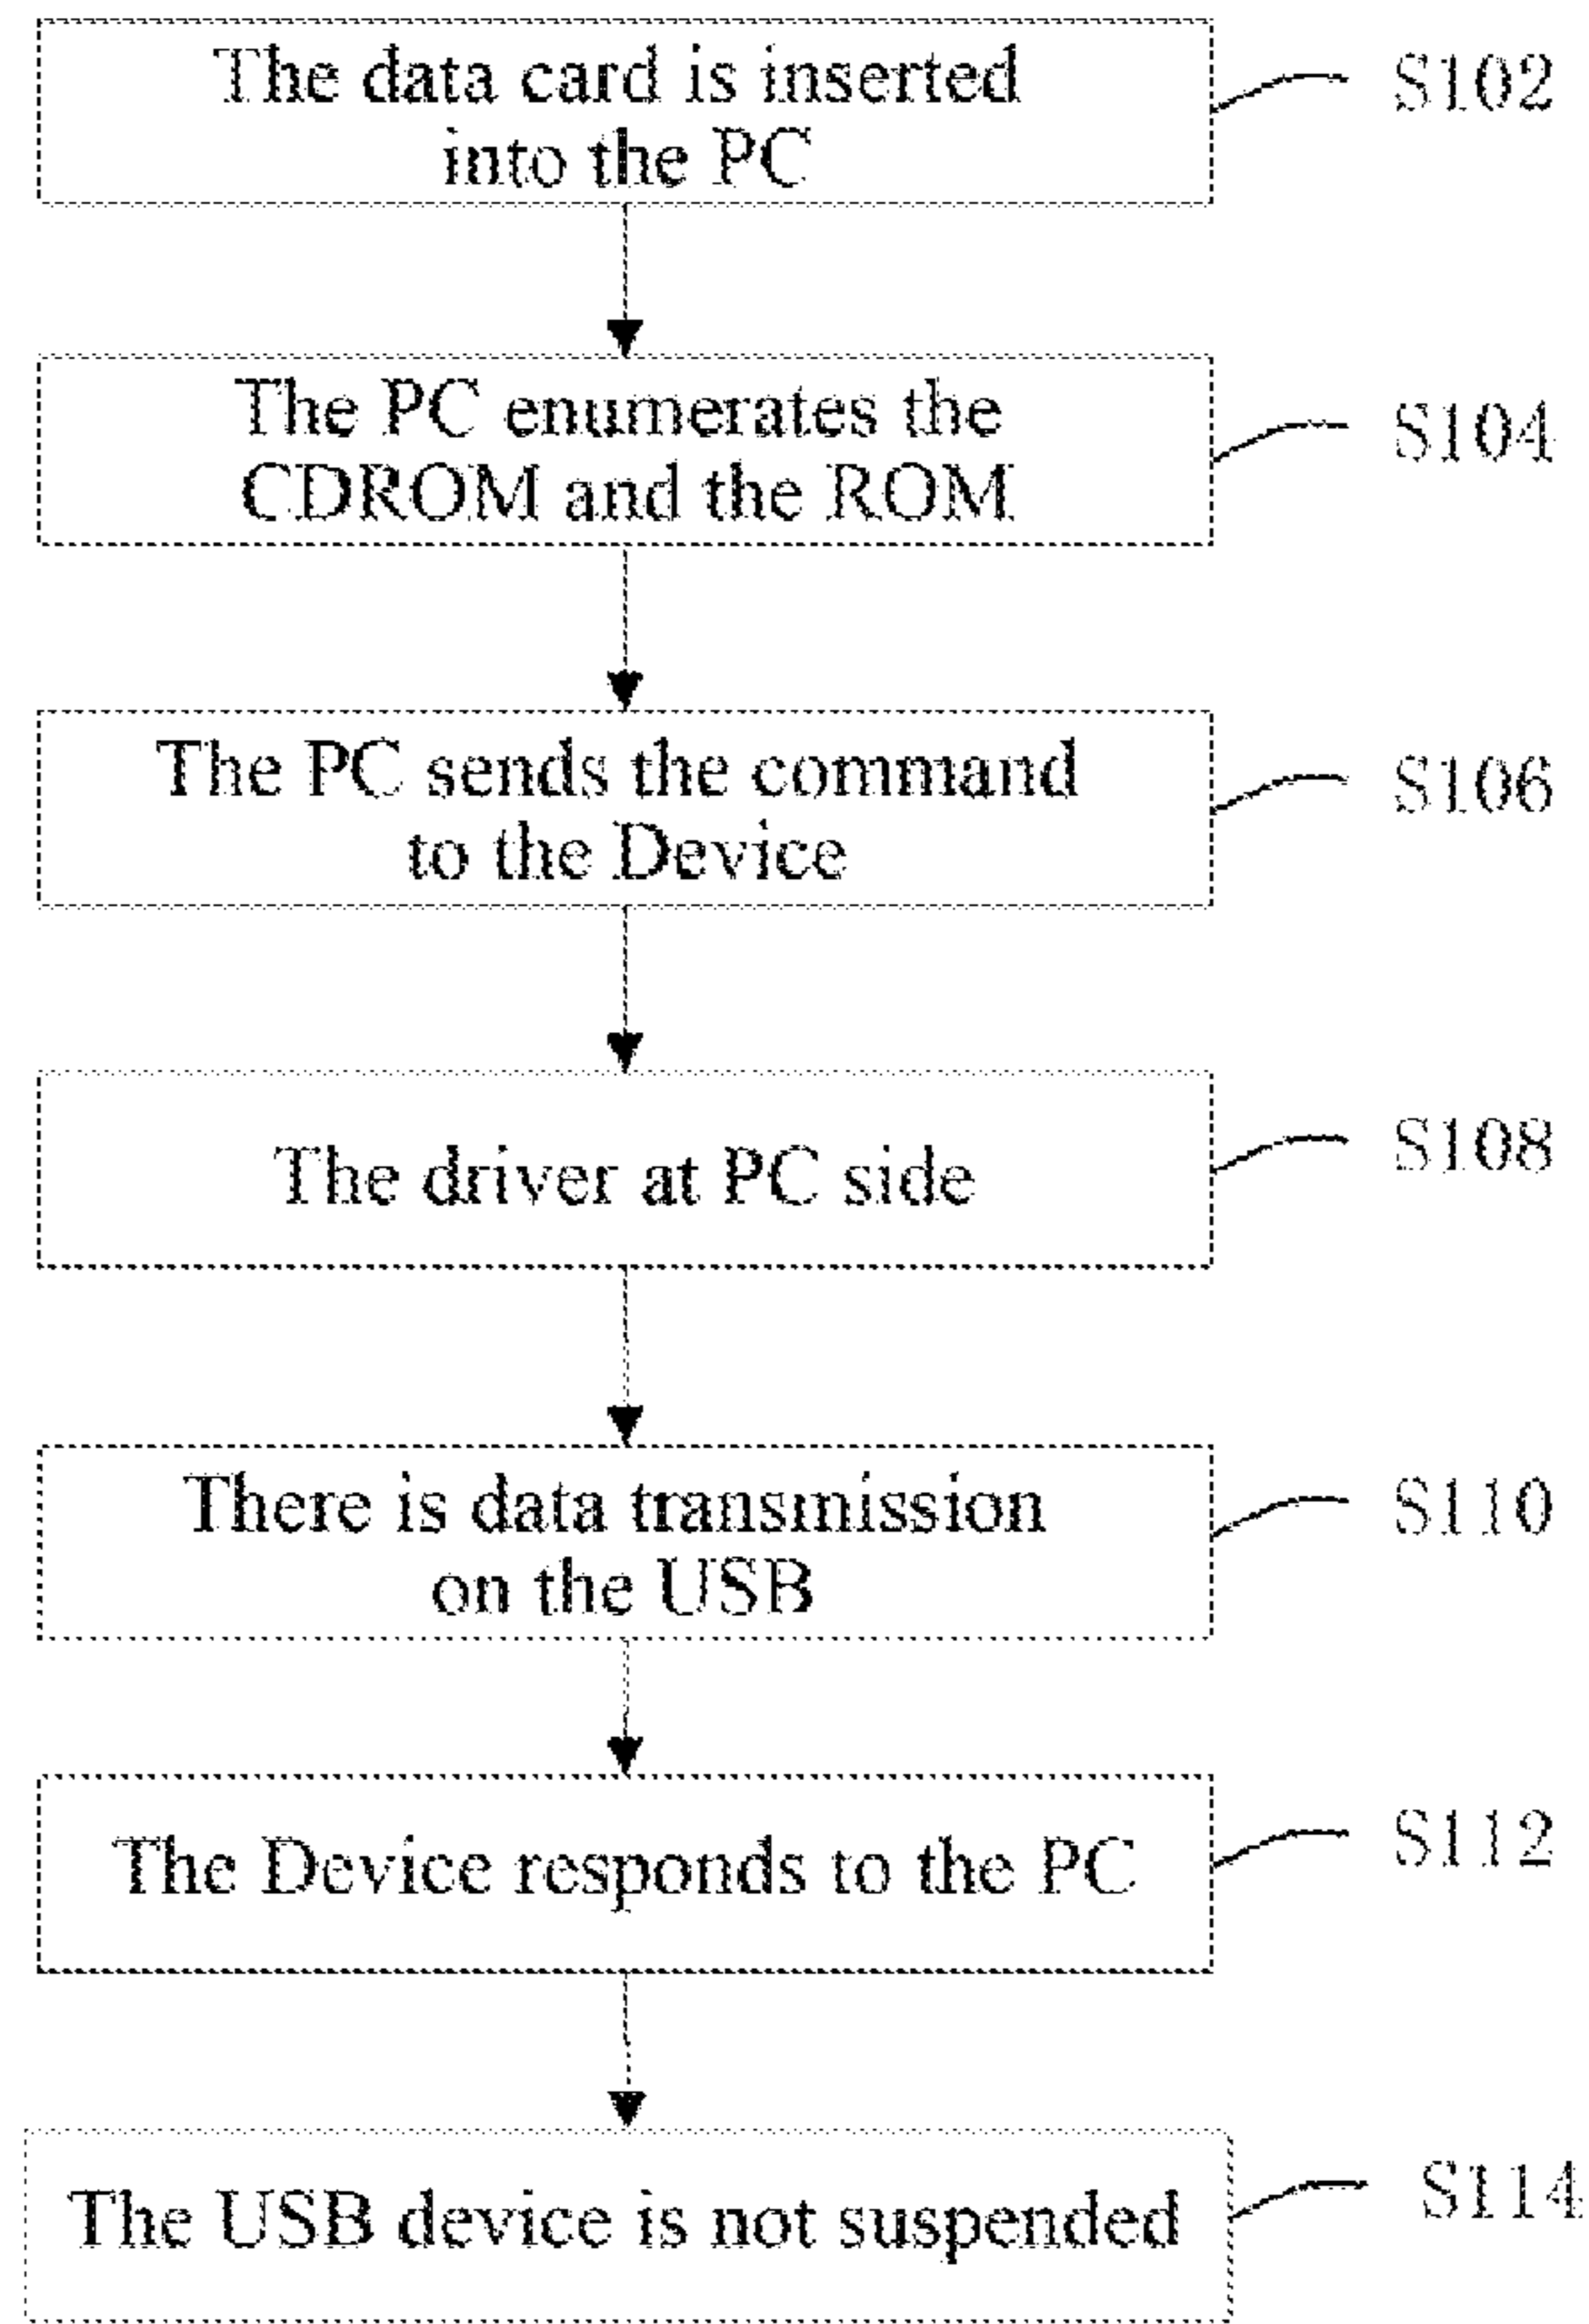 The data card is inserted
into the PC
S102
The PC enumerates the
CDROM and the ROM
S104
The PC sends the command
to the Device
S106
The driver at PC side
S108
There is data transmission
on the USB
S110
The Device responds to the PC
S112
The USB device is not suspended
S114